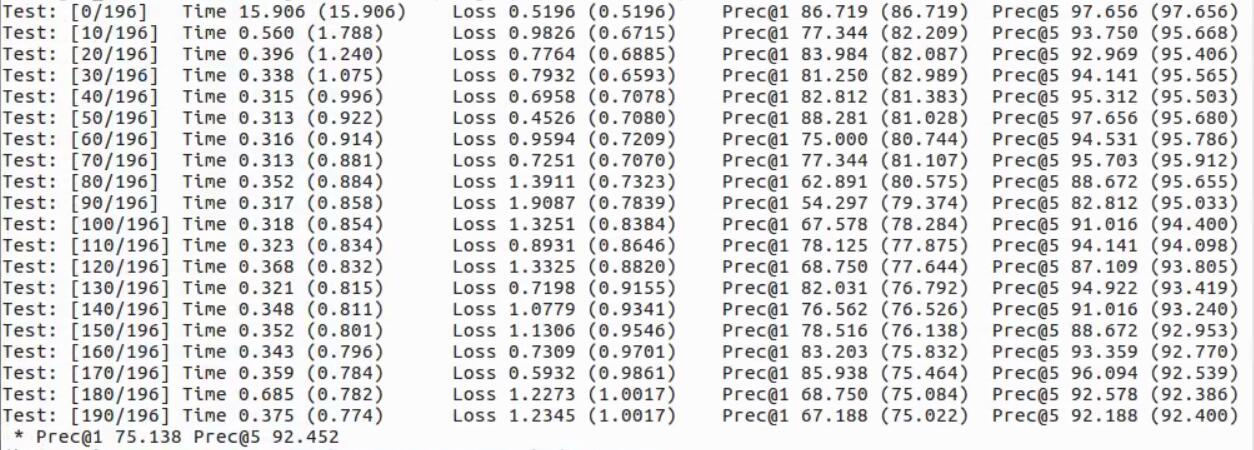 Test: [0/196] Time 15.906 (15.906) Loss 0.5196 (0.5196) Prec@1 86.719 (86.719) Prec@5 97.656 (97.656)
Test: [10/196] Time 0.560 (1.788) Loss 0.9826 (0.6715) Prec@1 77.344 (82.209) Prec@5 93.750 (95.668)
Test: [20/196] Time 0.396 (1.240) Loss 0.7764 (0.6885) Prec@1 83.984 (82.087) Prec@5 92.969 (95.406)
Test: [30/196] Time 0.338 (1.075) Loss 0.7932 (0.6593) Prec@1 81.250 (82.989) Prec@5 94.141 (95.565)
Test: [40/196] Time 0.315 (0.996) Loss 0.6958 (0.7078) Prec@1 82.812 (81.383) Prec@5 95.312 (95.503)
Test: [50/196] Time 0.313 (0.922) Loss 0.4526 (0.7080) Prec@1 88.281 (81.028) Prec@5 97.656 (95.680)
Test: [60/196] Time 0.316 (0.914) Loss 0.9594 (0.7209) Prec@1 75.000 (80.744) Prec@5 94.531 (95.786)
Test: [70/196] Time 0.313 (0.881) Loss 0.7251 (0.7070) Prec@1 77.344 (81.107) Prec@5 95.703 (95.912)
Test: [80/196] Time 0.352 (0.884) Loss 1.3911 (0.7323) Prec@1 62.891 (80.575) Prec@5 88.672 (95.655)
Test: [90/196] Time 0.317 (0.858) Loss 1.9087 (0.7839) Prec@1 54.297 (79.374) Prec@5 82.812 (95.033)
Test: [100/196] Time 0.318 (0.854) Loss 1.3251 (0.8384) Prec@1 67.578 (78.284) Prec@5 91.016 (94.400)
Test: [110/196] Time 0.323 (0.834) Loss 0.8931 (0.8646) Prec@1 78.125 (77.875) Prec@5 94.141 (94.098)
Test: [120/196] Time 0.368 (0.832) Loss 1.3325 (0.8820) Prec@1 68.750 (77.644) Prec@5 87.109 (93.805)
Test: [130/196] Time 0.321 (0.815) Loss 0.7198 (0.9155) Prec@1 82.031 (76.792) Prec@5 94.922 (93.419)
Test: [140/196] Time 0.348 (0.811) Loss 1.0779 (0.9341) Prec@1 76.562 (76.526) Prec@5 91.016 (93.240)
Test: [150/196] Time 0.352 (0.801) Loss 1.1306 (0.9546) Prec@1 78.516 (76.138) Prec@5 88.672 (92.953)
Test: [160/196] Time 0.343 (0.796) Loss 0.7309 (0.9701) Prec@1 83.203 (75.832) Prec@5 93.359 (92.770)
Test: [170/196] Time 0.359 (0.784) Loss 0.5932 (0.9861) Prec@1 85.938 (75.464) Prec@5 96.094 (92.539)
Test: [180/196] Time 0.685 (0.782) Loss 1.2273 (1.0017) Prec@1 68.750 (75.084) Prec@5 92.578 (92.386)
Test: [190/196] Time 0.375 (0.774) Loss 1.2345 (1.0017) Prec@1 67.188 (75.022) Prec@5 92.188 (92.400)
* Prec@1 75.138 Prec@5 92.452